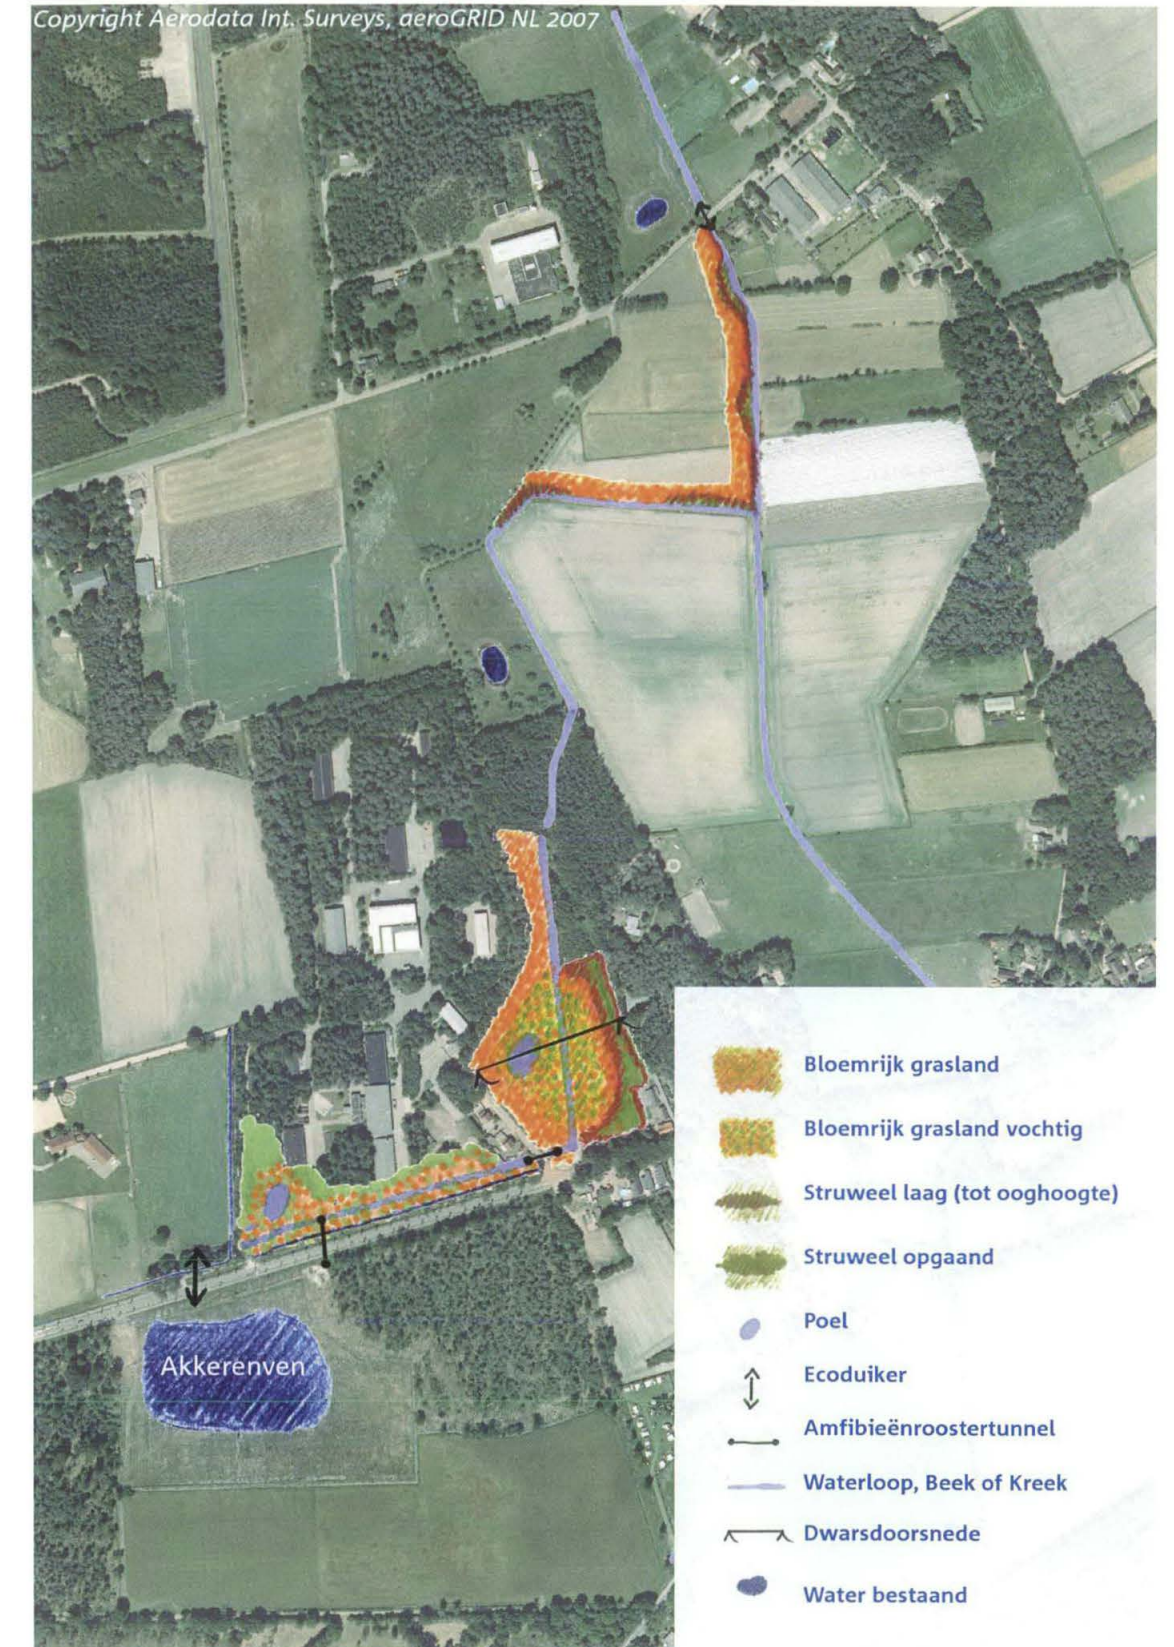 Copyright Aerodata Int. Surveys, aeroGRID NL 2007
Akkerenven
Bloemrijk grasland
Bloemrijk grasland vochtig
Struweel laag (tot ooghoogte)
Struweel opgaand
Poel
Ecoduiker
Amfibieënroostertunnel
Waterloop, Beek of Kreek
Dwarsdoorsnede
Water bestaand